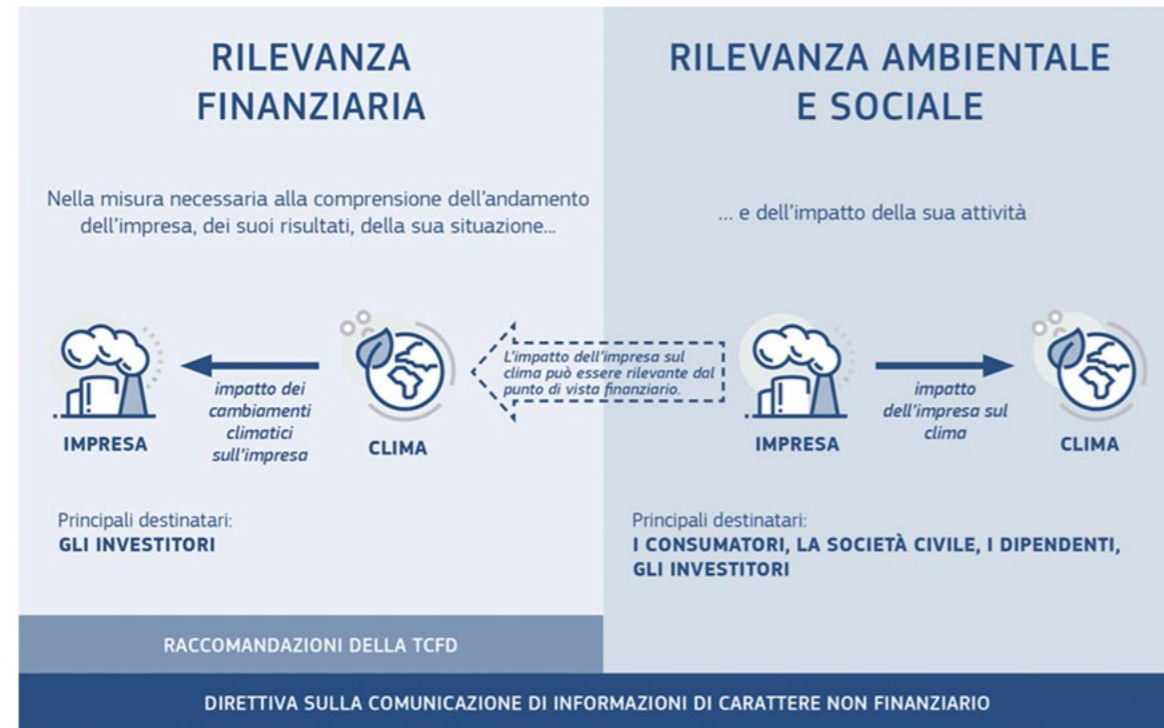 RILEVANZA
FINANZIARIA
Nella misura necessaria alla comprensione dell'andamento
dell'impresa, dei suoi risultati, della sua situazione...
IMPRESA
impatto dei
cambiamenti
climatici
sull'impresa
CLIMA
Principali destinatari:
GLI INVESTITORI
L'impatto dell'impresa sul
clima può essere rilevante dal
punto di vista finanziario.
RILEVANZA AMBIENTALE
E SOCIALE
... e dell'impatto della sua attività
IMPRESA
impatto
dell'impresa sul
clima
CLIMA
Principali destinatari:
I CONSUMATORI, LA SOCIETÀ CIVILE, I DIPENDENTI,
GLI INVESTITORI
RACCOMANDAZIONI DELLA TCFD
DIRETTIVA SULLA COMUNICAZIONE DI INFORMAZIONI DI CARATTERE NON FINANZIARIO